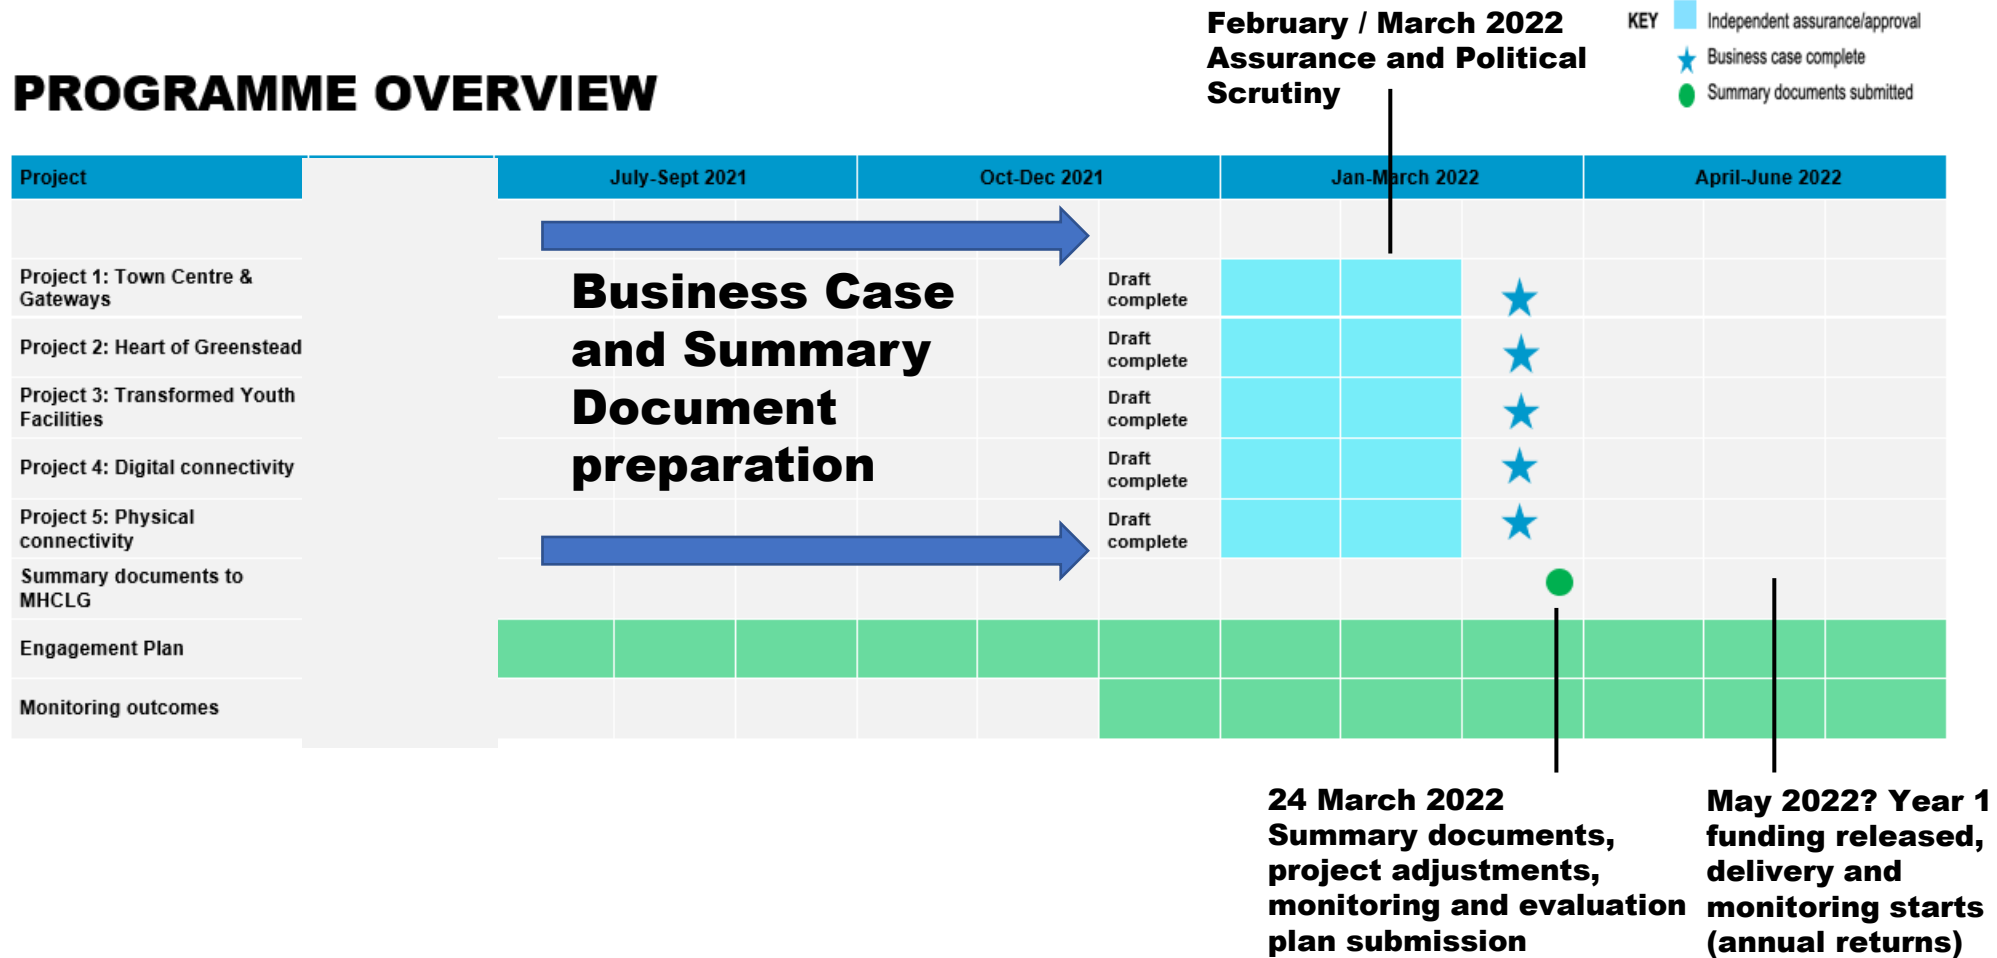 February / March 2022
Assurance and Political
Scrutiny
KEY
Independent assurance/approval
Business case complete
Summary documents submitted
PROGRAMME OVERVIEW
Project
July-Sept 2021
Oct-Dec 2021
Jan-March 2022
April-June 2022
Business Case
and Summary
Document
preparation
Project 1: Town Centre &
Gateways
Draft
complete
Project 2: Heart of Greenstead
Draft
complete
Project 3: Transformed Youth
Facilities
Draft
complete
Project 4: Digital connectivity
Draft
complete
Project 5: Physical
connectivity
Draft
complete
Summary documents to
MHCLG
Engagement Plan
Monitoring outcomes
24 March 2022
Summary documents,
project adjustments,
monitoring and evaluation
plan submission
May 2022? Year 1
funding released,
delivery and
monitoring starts
(annual returns)